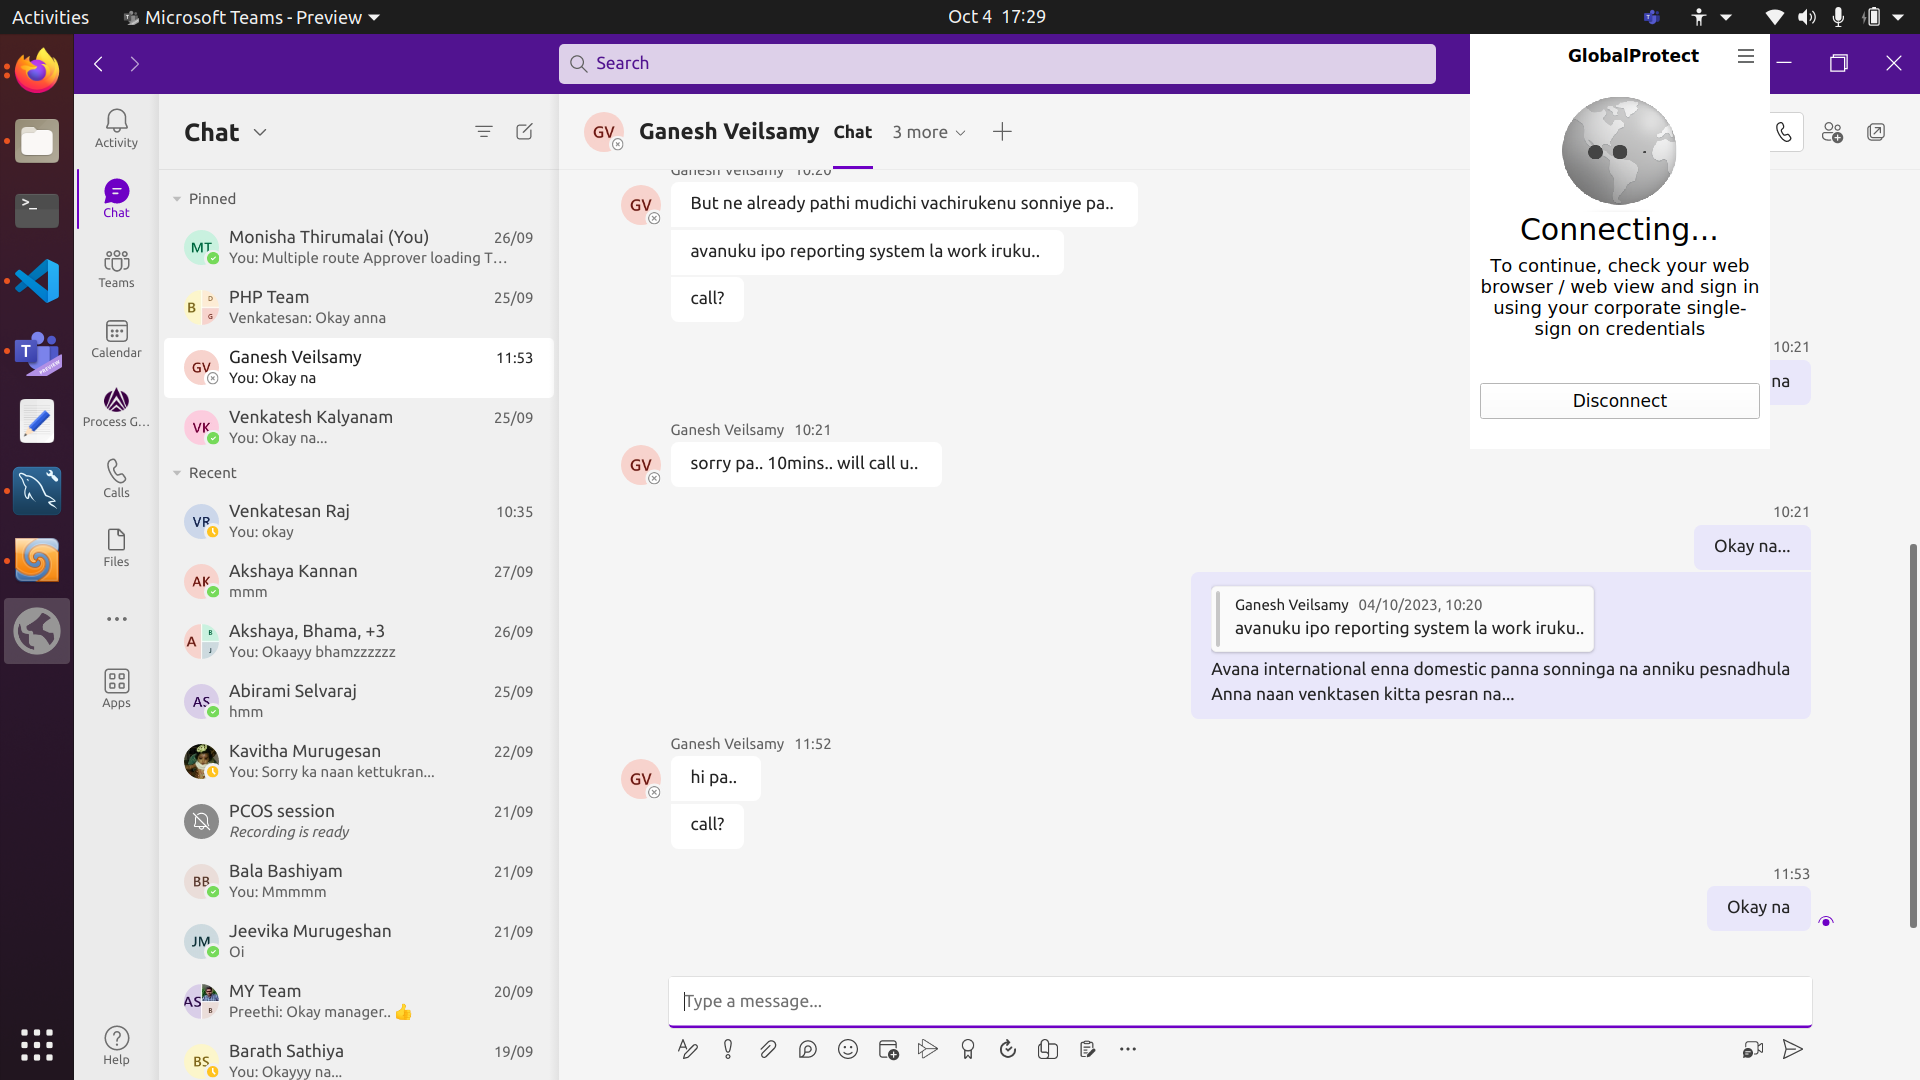 Activities
Microsoft Teams - Preview
Oct 4 17:29
Search
GlobalProtect
Connecting...
To continue, check your web
browser / web view and sign in
using your corporate single-
sign on credentials
Disconnect
Activity
Chat
Teams
Calendar
Process G...
Calls
Files
Apps
Help
Chat
Pinned
MT Monisha Thirumalai (You) 26/09
You: Multiple route Approver loading T...
B D G PHP Team 25/09
Venkatesan: Okay anna
GV Ganesh Veilsamy 11:53
You: Okay na
VK Venkatesh Kalyanam 25/09
You: Okay na...
Recent
VR Venkatesan Raj 10:35
You: okay
AK Akshaya Kannan 27/09
mmm
A B J Akshaya, Bhama, +3 26/09
You: Okaayy bhamzzzzzz
AS Abirami Selvaraj 25/09
hmm
Kavitha Murugesan 22/09
You: Sorry ka naan kettukran...
PCOS session 21/09
Recording is ready
BB Bala Bashiyam 21/09
You: Mmmmm
JM Jeevika Murugeshan 21/09
Oi
AS B MY Team 20/09
Preethi: Okay manager.. 👍
BS Barath Sathiya 19/09
You: Okayyy na...
GV Ganesh Veilsamy Chat 3 more
Ganesh Veilsamy 10:20
GV But ne already pathi mudichi vachirukenu sonniye pa..
avanuku ipo reporting system la work iruku..
call?
10:21
na
Ganesh Veilsamy 10:21
GV sorry pa.. 10mins.. will call u..
10:21
Okay na...
Ganesh Veilsamy 04/10/2023, 10:20
avanuku ipo reporting system la work iruku..
Avana international enna domestic panna sonninga na anniku pesnadhula
Anna naan venktasen kitta pesran na...
Ganesh Veilsamy 11:52
GV hi pa..
call?
11:53
Okay na
Type a message...